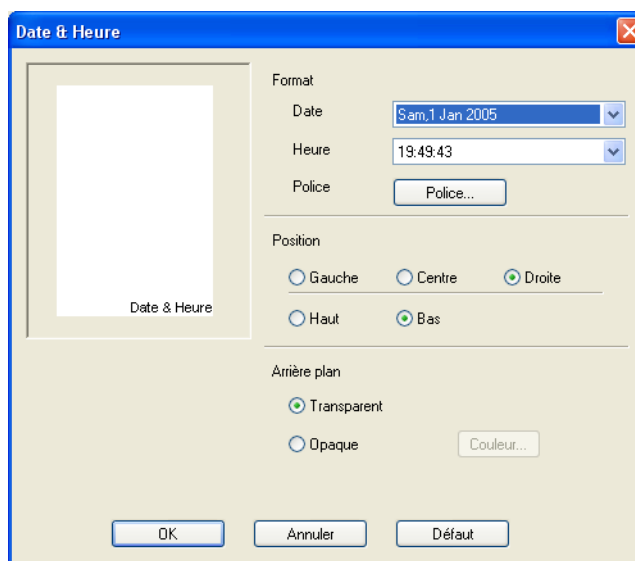 Date & Heure
Format
Date Sam,1 Jan 2005
Heure 19:49:43
Police Police...
Position
Gauche Centre Droite
Haut Bas
Date & Heure
Arrière plan
Transparent
Opaque Couleur...
OK Annuler Défaut